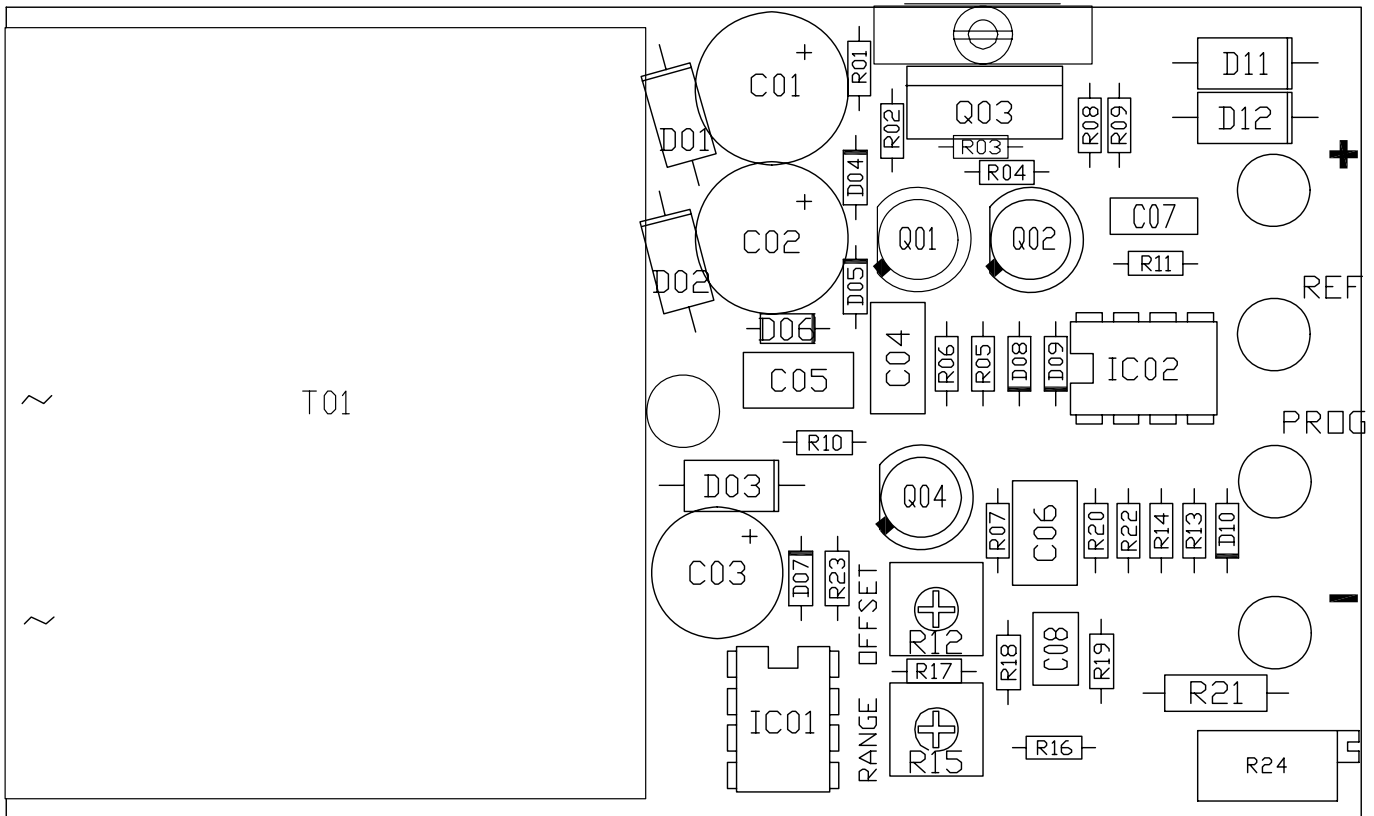 C01
+
R01
D11
D01
R02
Q03
R08
R09
D12
R03
+
R04
D04
+
C02
Q01
Q02
C07
R11
D02
D05
REF
D06
C04
R06
R05
D08
D09
IC02
C05
~
T01
PROG
R10
D03
Q04
R07
C06
R20
R22
R14
R13
D10
+
C03
D07
R23
OFFSET
-
~
R12
R18
C08
R19
R17
R21
IC01
RANGE
R15
R16
R24